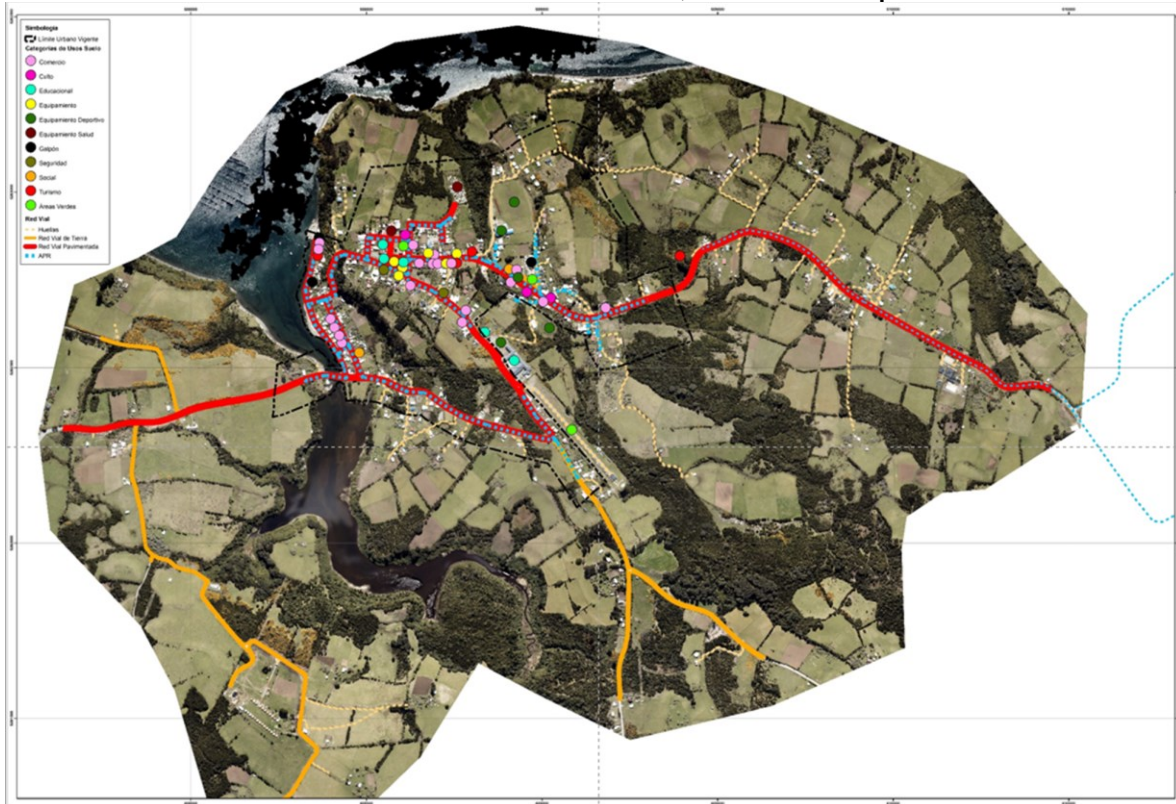 Simbología
Límite Urbano Vigente
Categorías de Usos Suelo
Comercio
Culto
Educacional
Equipamiento
Equipamiento Deportivo
Equipamiento Salud
Galpón
Seguridad
Social
Turismo
Áreas Verdes
Red Vial
Huellas
Red Vial de Tierra
Red Vial Pavimentada
APR